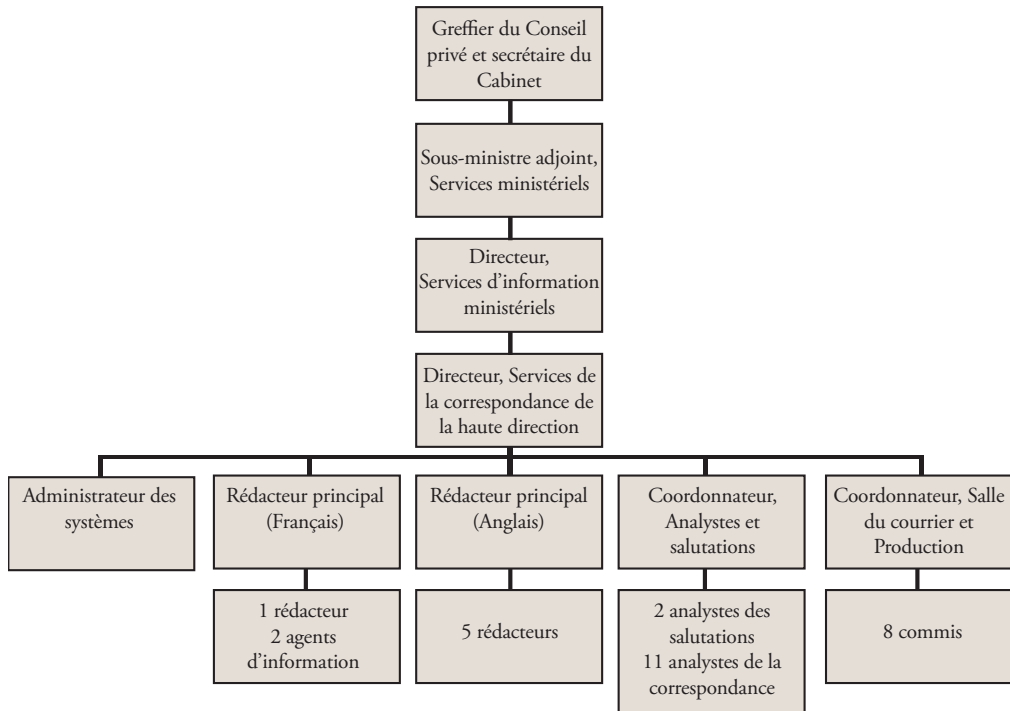 Greffier du Conseil
privé et secrétaire du
Cabinet
Sous-ministre adjoint,
Services ministériels
Directeur,
Services d'information
ministériels
Directeur, Services de
la correspondance de
la haute direction
Administrateur des
systèmes
Rédacteur principal
(Français)
Rédacteur principal
(Anglais)
Coordonnateur,
Analystes et
salutations
Coordonnateur, Salle
du courrier et
Production
1 rédacteur
2 agents
d'information
5 rédacteurs
2 analystes des
salutations
11 analystes de la
correspondance
8 commis